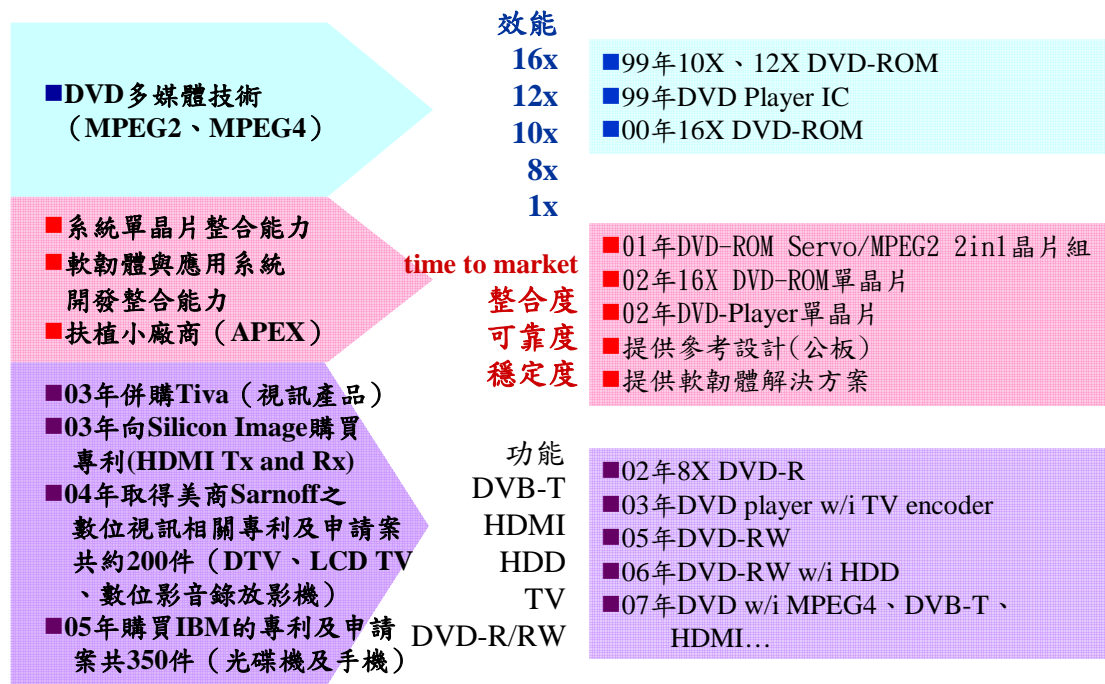 ■DVD多媒體技術
（MPEG2、MPEG4）
效能
16x
12x
10x
8x
1x
■99年10X、12X DVD-ROM
■99年DVD Player IC
■00年16X DVD-ROM
■系統單晶片整合能力
■軟韌體與應用系統
開發整合能力
■扶植小廠商（APEX）
time to market
整合度
可靠度
穩定度
■01年DVD-ROM Servo/MPEG2 2in1晶片組
■02年16X DVD-ROM單晶片
■02年DVD-Player單晶片
■提供參考設計(公板)
■提供軟韌體解決方案
■03年併購Tiva（視訊產品）
■03年向Silicon Image購買
專利(HDMI Tx and Rx)
■04年取得美商Sarnoff之
數位視訊相關專利及申請案
共約200件（DTV、LCD TV
、數位影音錄放影機）
■05年購買IBM的專利及申請
案共350件（光碟機及手機）
功能
DVB-T
HDMI
HDD
TV
DVD-R/RW
■02年8X DVD-R
■03年DVD player w/i TV encoder
■05年DVD-RW
■06年DVD-RW w/i HDD
■07年DVD w/i MPEG4、DVB-T、
HDMI…